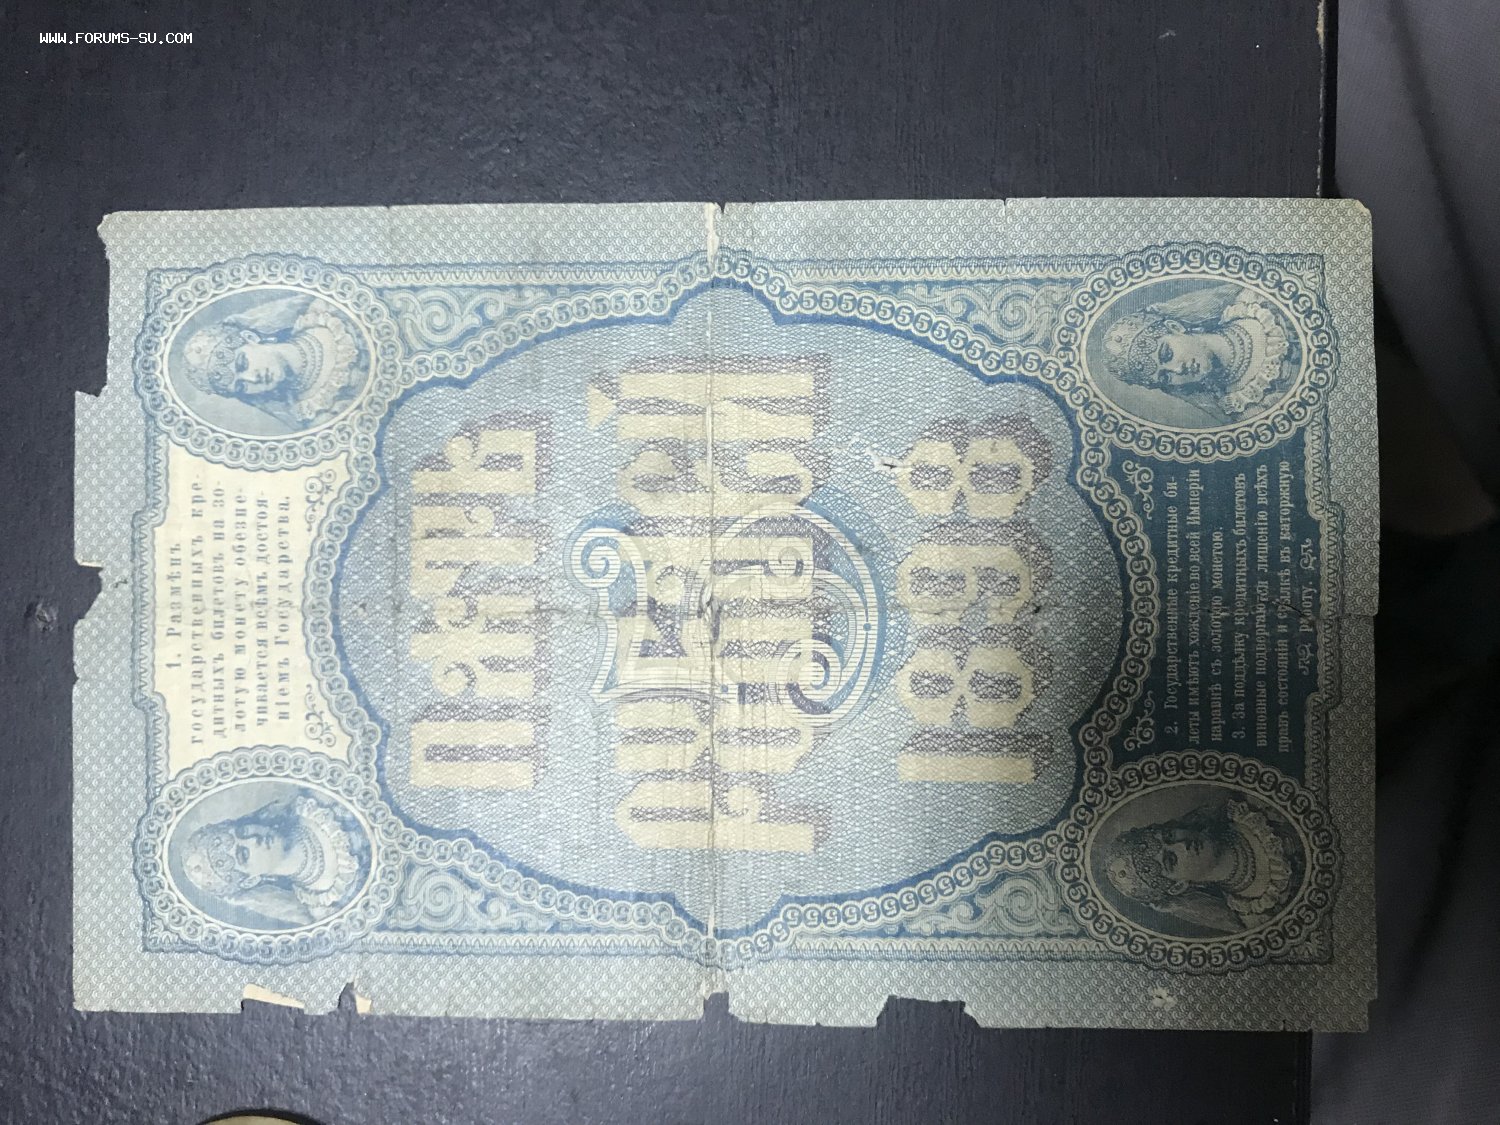 WWW.FORUMS-SU.COM
1. Размѣнъ
государственныхъ кре-
дитныхъ билетовъ на зо-
лотую монету обезпе-
чивается всѣмъ достоя-
ніемъ Государства.
ПЯТЬ
РУБЛЕЙ
5
1898
2. Государственные кредитные би-
леты имѣютъ хожденіе во всей Имперіи
наравнѣ съ золотою монетою.
3. За поддѣлку кредитныхъ билетовъ
виновные подвергаются лишенію всѣхъ
правъ состоянія и ссылкѣ въ каторжную
работу.